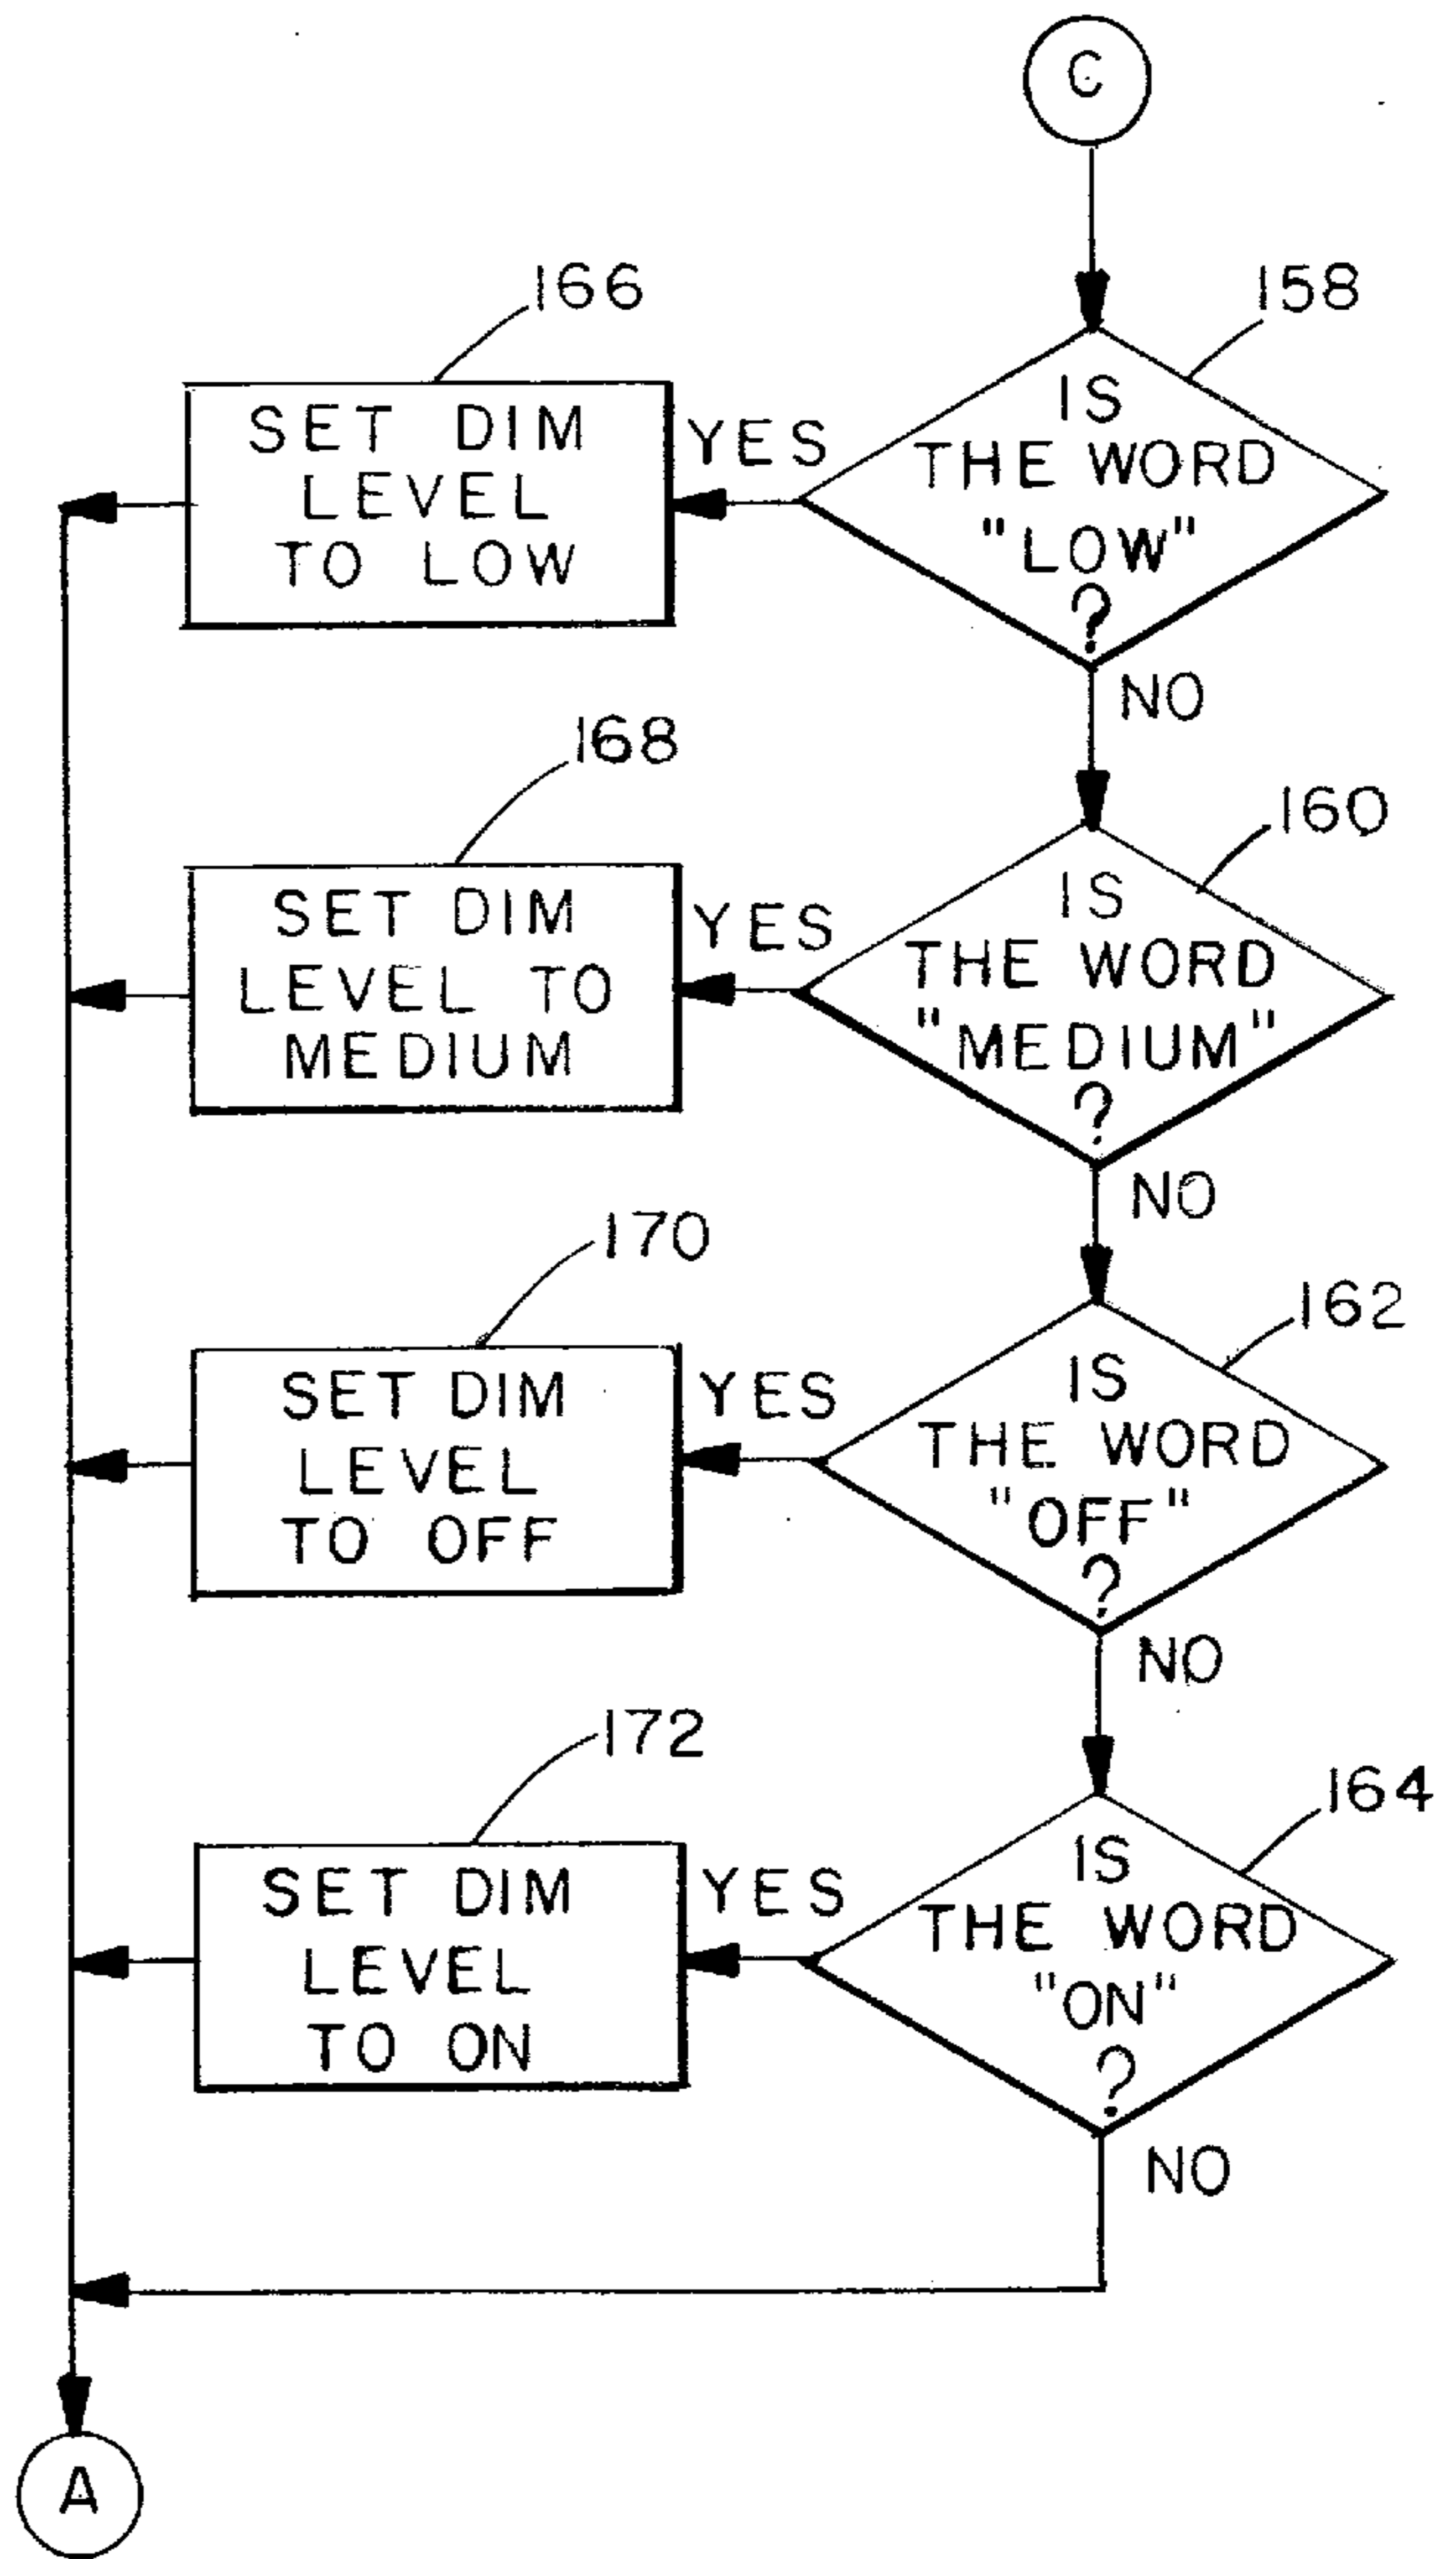 C
158
IS
THE WORD
"LOW"
?
YES
NO
166
SET DIM
LEVEL
TO LOW
160
IS
THE WORD
"MEDIUM"
?
YES
NO
168
SET DIM
LEVEL TO
MEDIUM
162
IS
THE WORD
"OFF"
?
YES
NO
170
SET DIM
LEVEL
TO OFF
164
IS
THE WORD
"ON"
?
YES
NO
172
SET DIM
LEVEL
TO ON
A